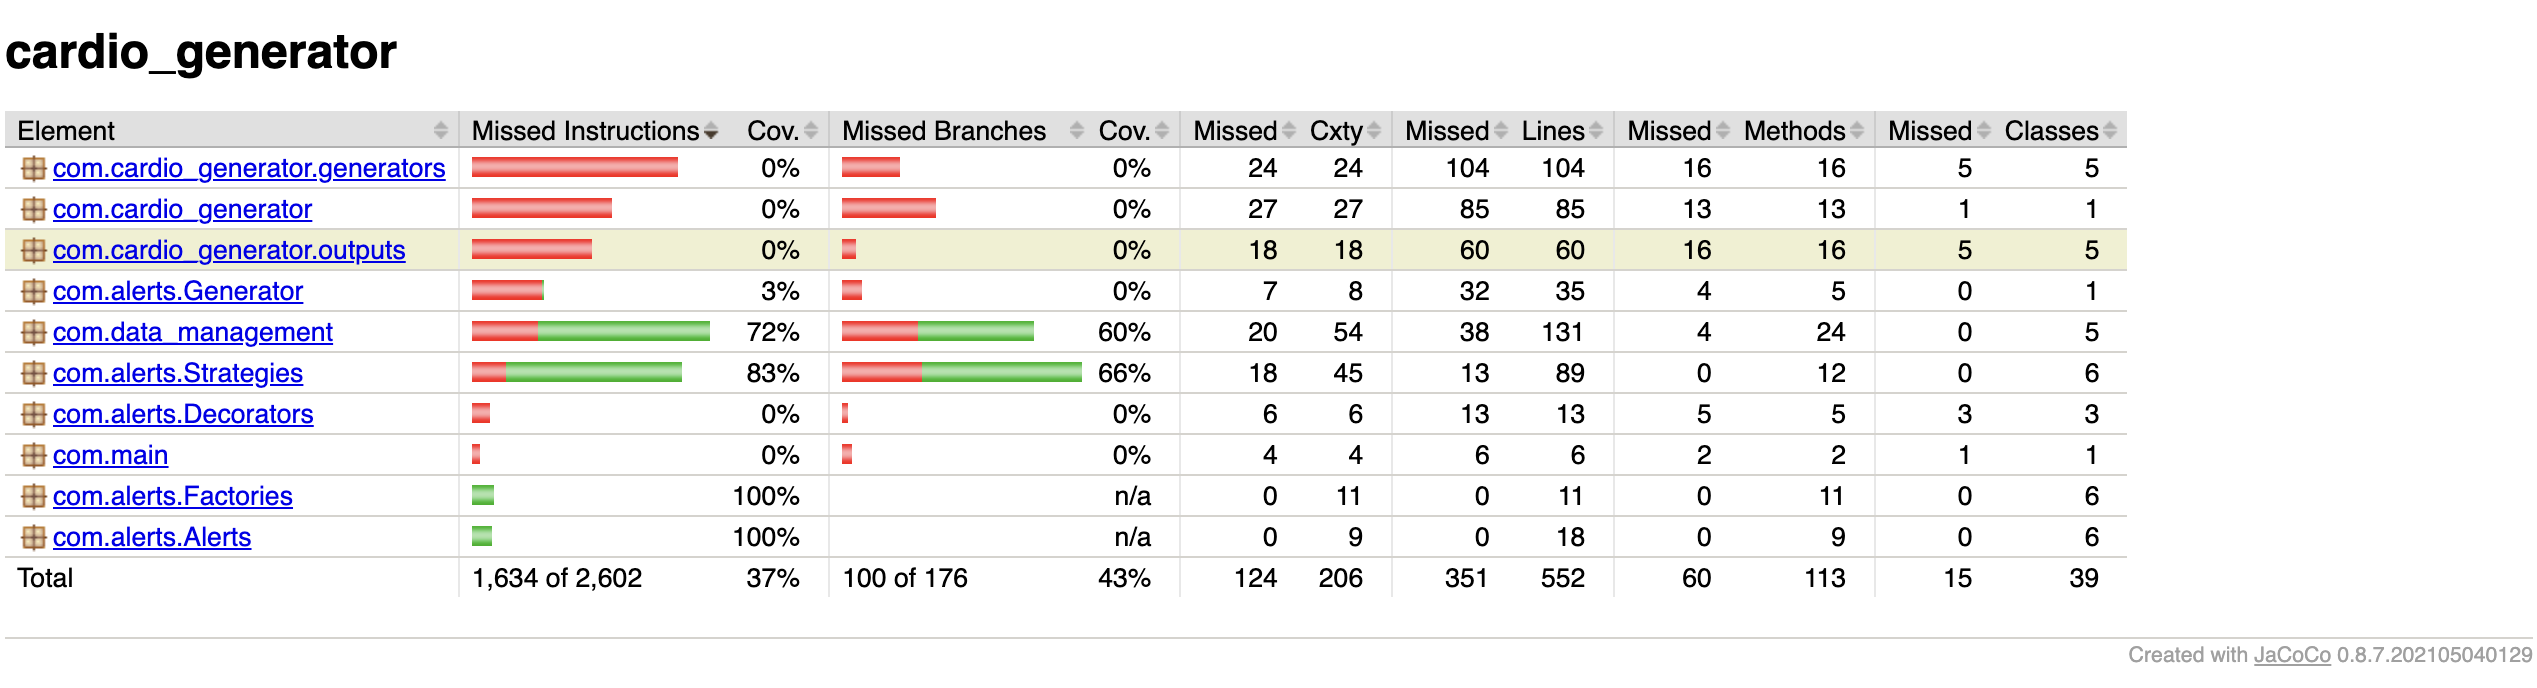 cardio_generator
Element Missed Instructions Cov. Missed Branches Cov. Missed Cxty Missed Lines Missed Methods Missed Classes
com.cardio_generator.generators 0% 0% 24 24 104 104 16 16 5 5
com.cardio_generator 0% 0% 27 27 85 85 13 13 1 1
com.cardio_generator.outputs 0% 0% 18 18 60 60 16 16 5 5
com.alerts.Generator 3% 0% 7 8 32 35 4 5 0 1
com.data_management 72% 60% 20 54 38 131 4 24 0 5
com.alerts.Strategies 83% 66% 18 45 13 89 0 12 0 6
com.alerts.Decorators 0% 0% 6 6 13 13 5 5 3 3
com.main 0% 0% 4 4 6 6 2 2 1 1
com.alerts.Factories 100% n/a 0 11 0 11 0 11 0 6
com.alerts.Alerts 100% n/a 0 9 0 18 0 9 0 6
Total 1,634 of 2,602 37% 100 of 176 43% 124 206 351 552 60 113 15 39
Created with JaCoCo 0.8.7.202105040129